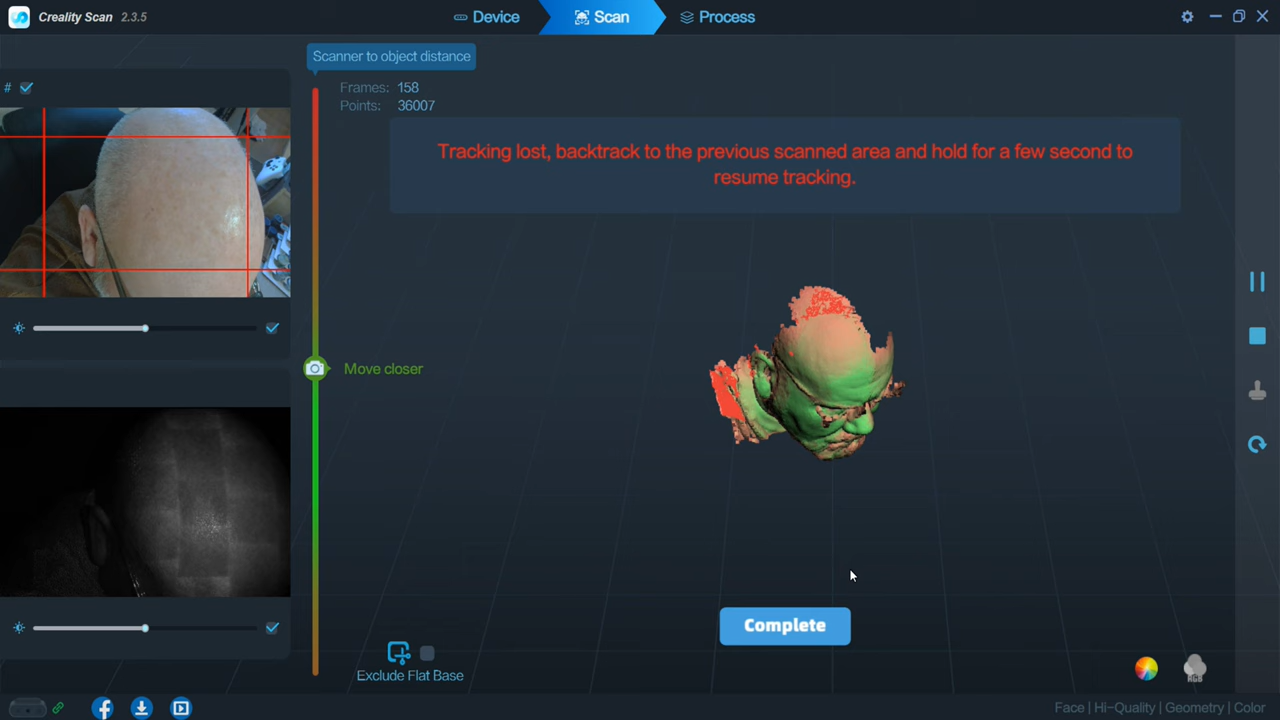 Creality Scan 2.3.5
Device
Scan
Process
Scanner to object distance
#
Frames: 158
Points: 36007
Tracking lost, backtrack to the previous scanned area and hold for a few second to
resume tracking.
Move closer
Complete
Exclude Flat Base
RGB
Face | Hi-Quality | Geometry | Color